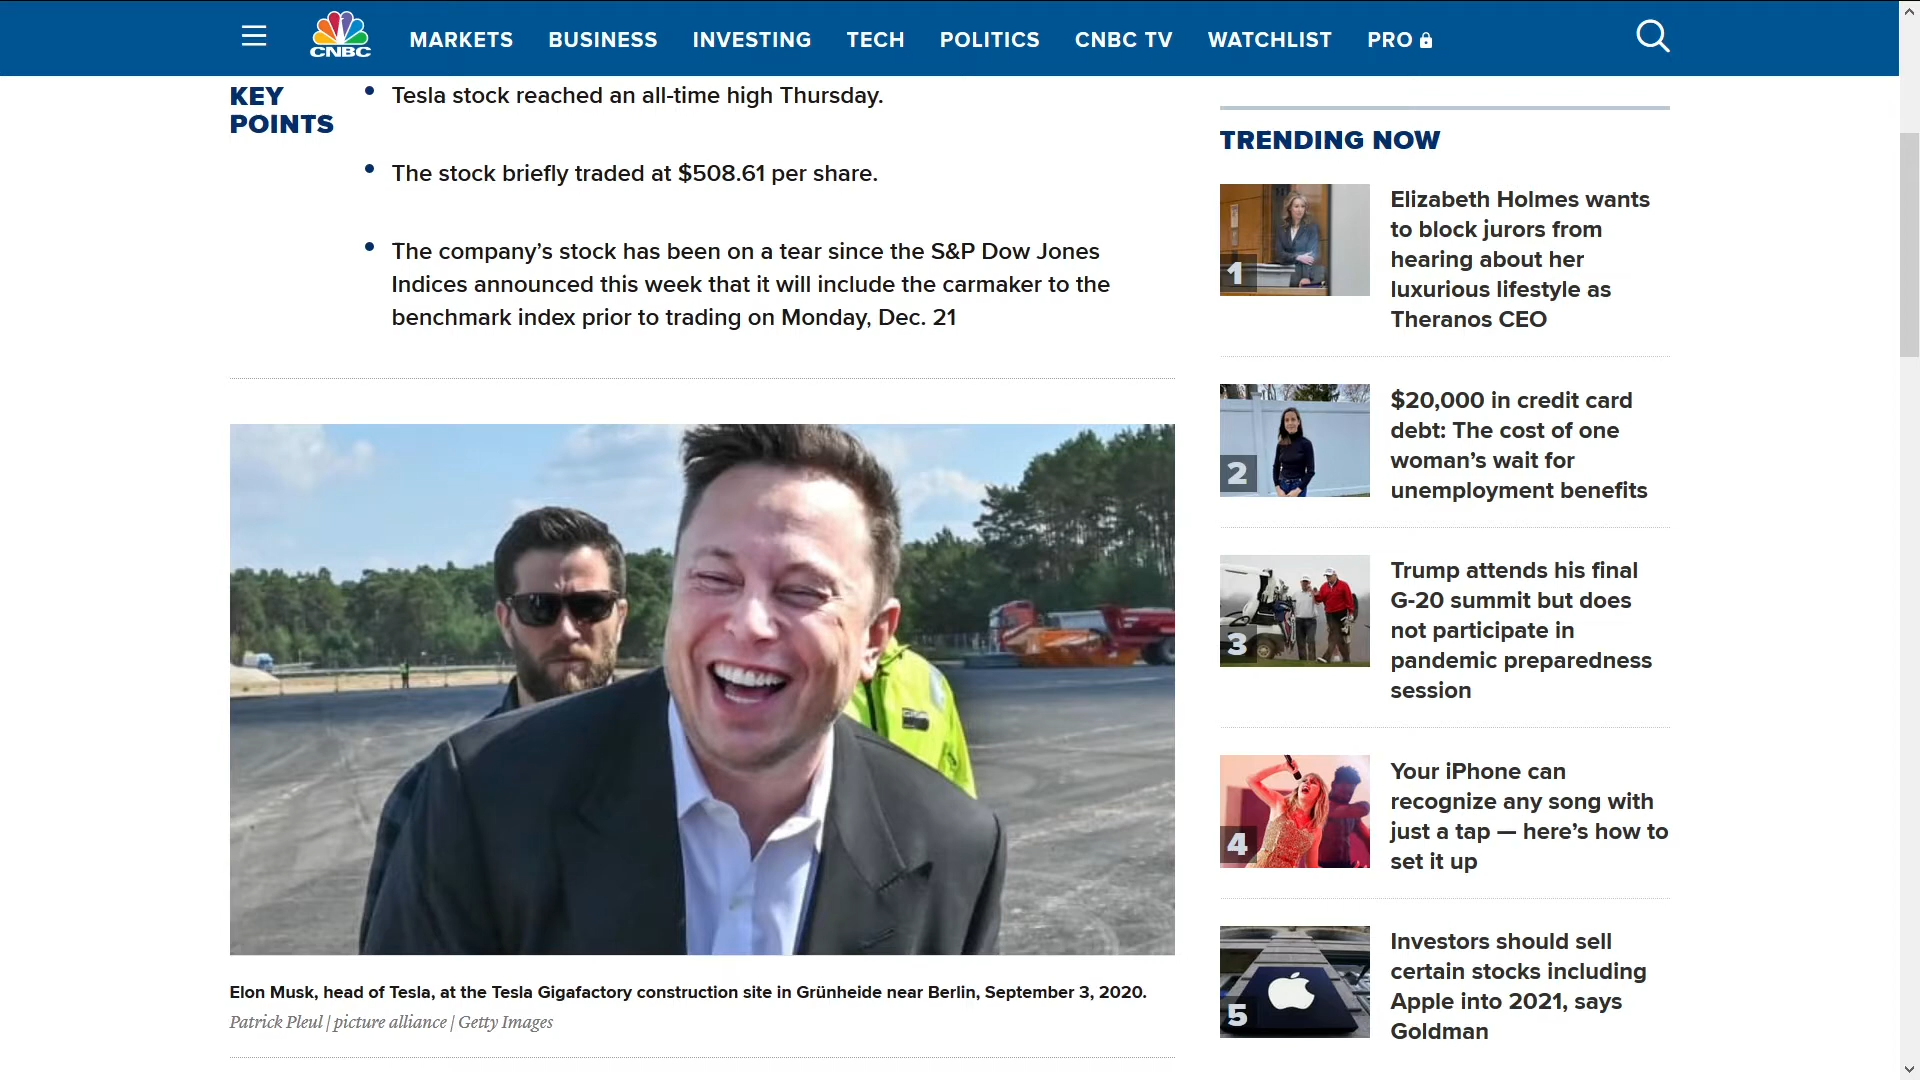 CNBC
MARKETS BUSINESS INVESTING TECH POLITICS CNBC TV WATCHLIST PRO
KEY
POINTS
Tesla stock reached an all-time high Thursday.
The stock briefly traded at $508.61 per share.
The company’s stock has been on a tear since the S&P Dow Jones
Indices announced this week that it will include the carmaker to the
benchmark index prior to trading on Monday, Dec. 21
Elon Musk, head of Tesla, at the Tesla Gigafactory construction site in Grünheide near Berlin, September 3, 2020.
Patrick Pleul | picture alliance | Getty Images
TRENDING NOW
1
Elizabeth Holmes wants
to block jurors from
hearing about her
luxurious lifestyle as
Theranos CEO
2
$20,000 in credit card
debt: The cost of one
woman’s wait for
unemployment benefits
3
Trump attends his final
G-20 summit but does
not participate in
pandemic preparedness
session
4
Your iPhone can
recognize any song with
just a tap — here’s how to
set it up
5
Investors should sell
certain stocks including
Apple into 2021, says
Goldman